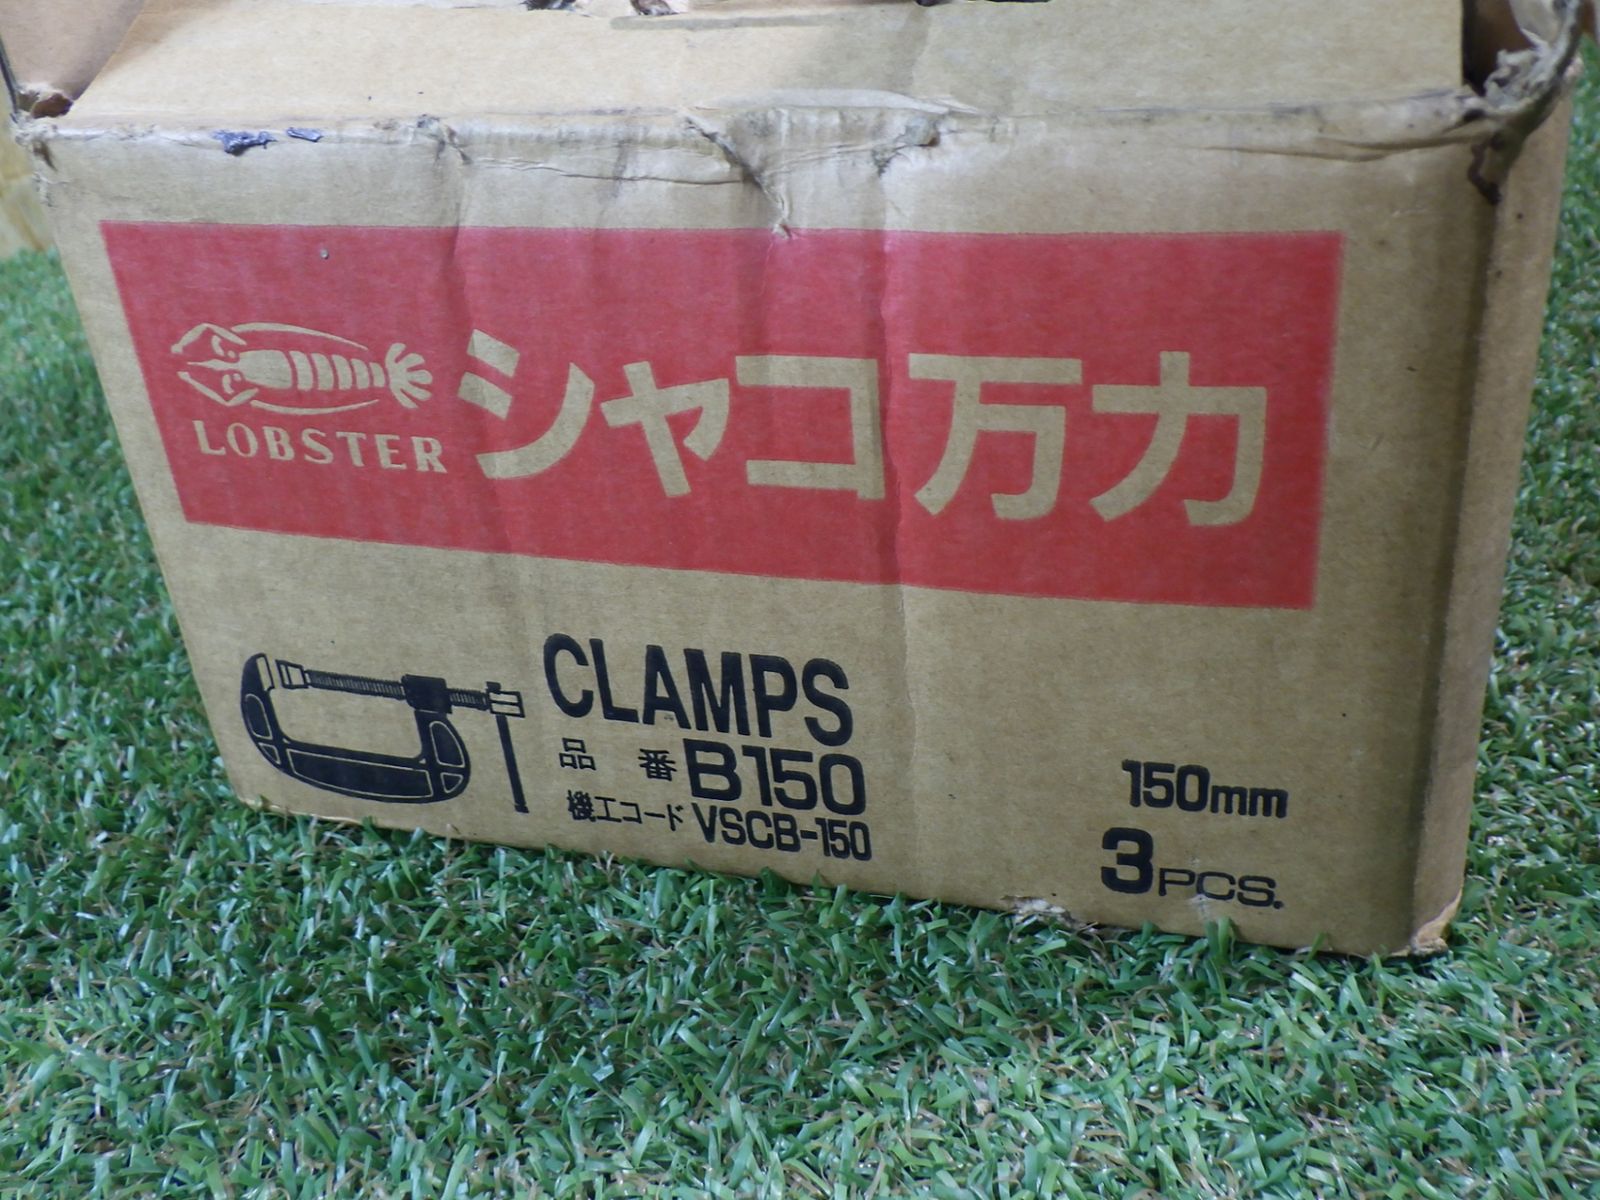 LOBSTER シャコ万力
CLAMPS
品番 B150
機工コード VSCB-150
150mm
3PCS.